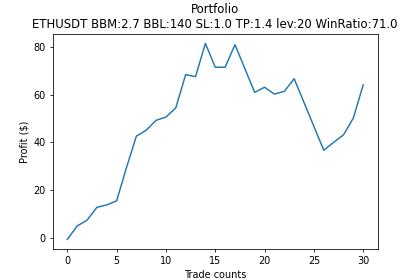 Portfolio
ETHUSDT BBM:2.7 BBL:140 SL:1.0 TP:1.4 lev:20 WinRatio:71.0
80
60
40
20
0
Profit ($)
0 5 10 15 20 25 30
Trade counts